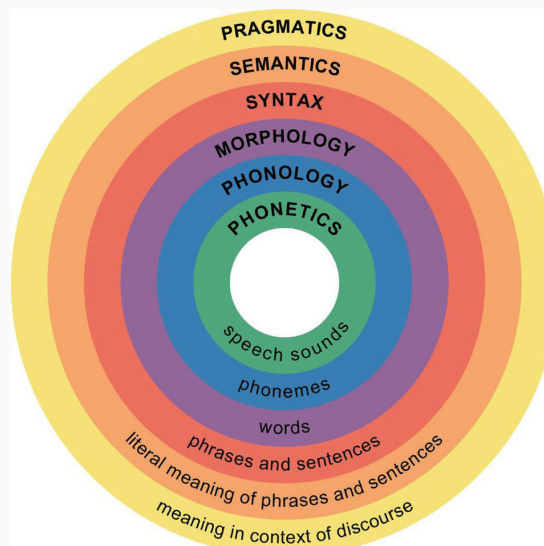 PRAGMATICS
SEMANTICS
SYNTAX
MORPHOLOGY
PHONOLOGY
PHONETICS
speech sounds
phonemes
words
phrases and sentences
literal meaning of phrases and sentences
meaning in context of discourse